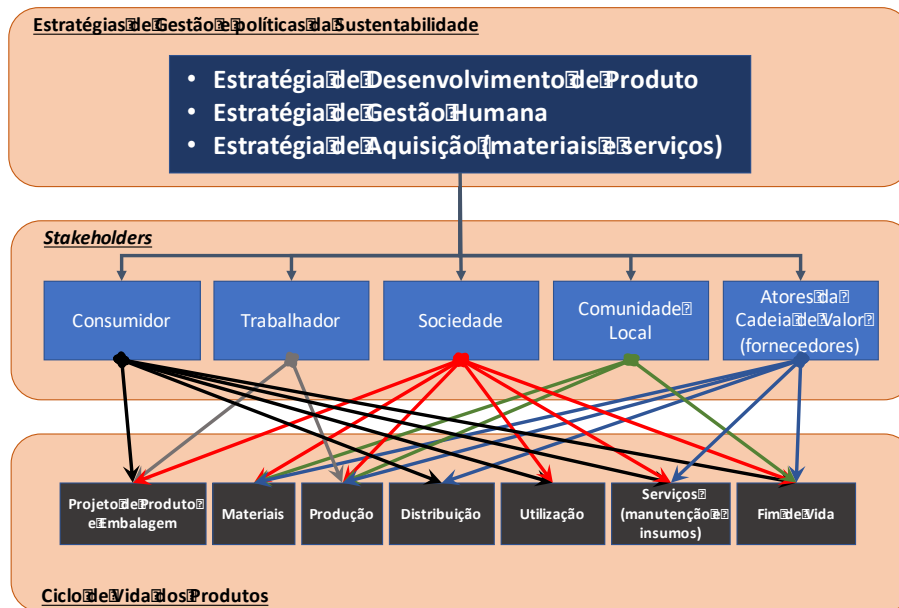 Estratégias de Gestão e políticas da Sustentabilidade
• Estratégia de Desenvolvimento de Produto
• Estratégia de Gestão Humana
• Estratégia de Aquisição (materiais e serviços)
Stakeholders
Consumidor
Trabalhador
Sociedade
Comunidade
Local
Atores da
Cadeia de Valor
(fornecedores)
Projeto de Produto
e Embalagem
Materiais
Produção
Distribuição
Utilização
Serviços
(manutenção e
insumos)
Fim de Vida
Ciclo de Vida dos Produtos